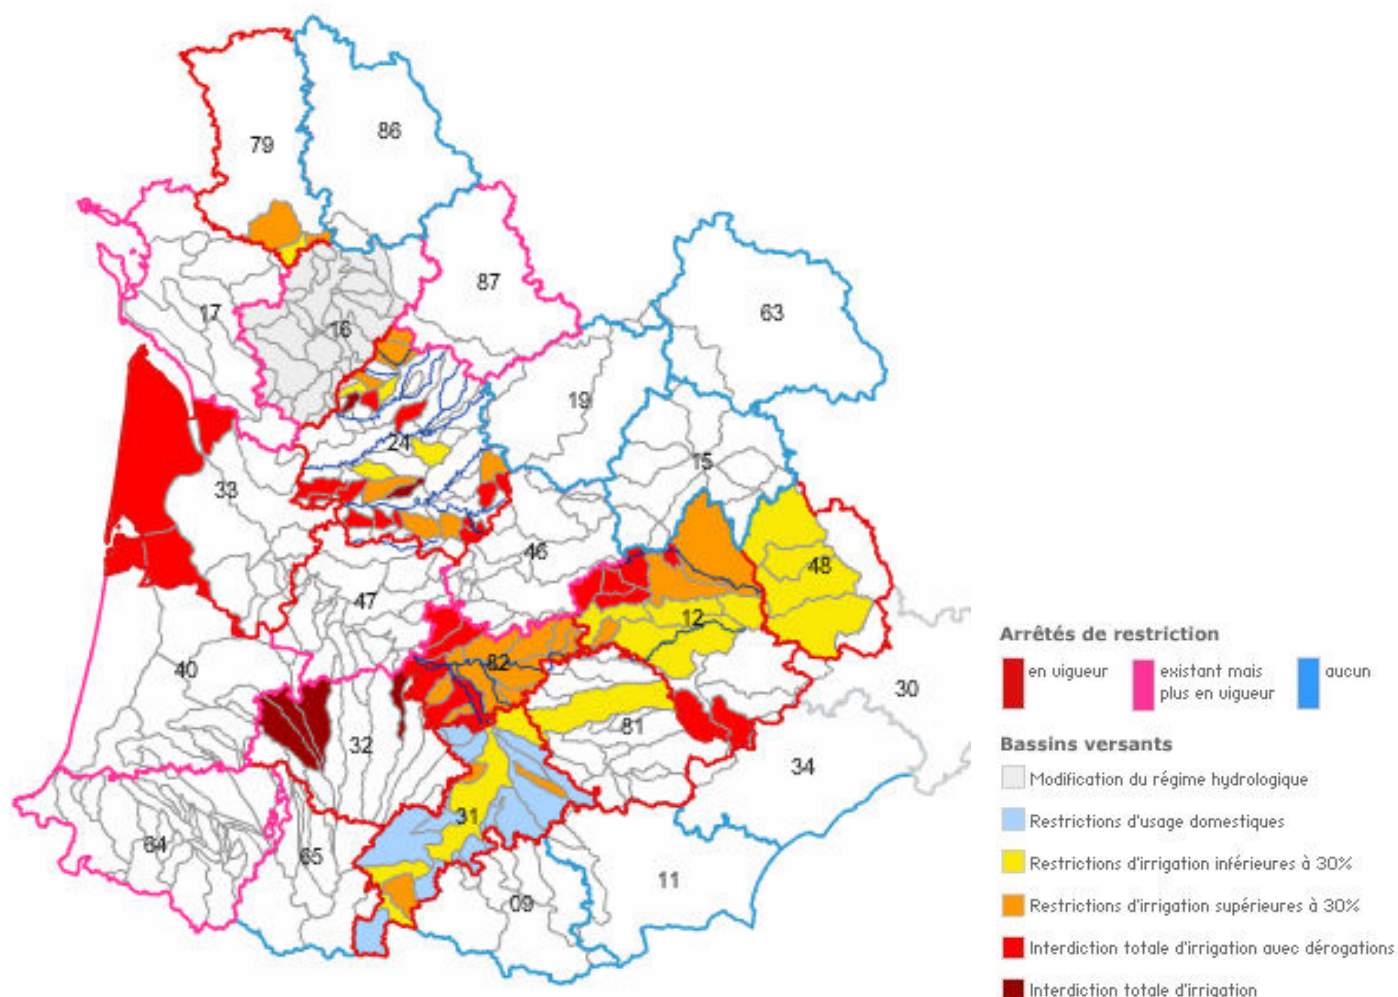 79
86
87
63
17
16
19
24
15
33
46
48
47
12
82
40
30
32
81
34
31
64
65
09
11
Arrêtés de restriction
en vigueur
existant mais
plus en vigueur
aucun
Bassins versants
Modification du régime hydrologique
Restrictions d'usage domestiques
Restrictions d'irrigation inférieures à 30%
Restrictions d'irrigation supérieures à 30%
Interdiction totale d'irrigation avec dérogations
Interdiction totale d'irrigation